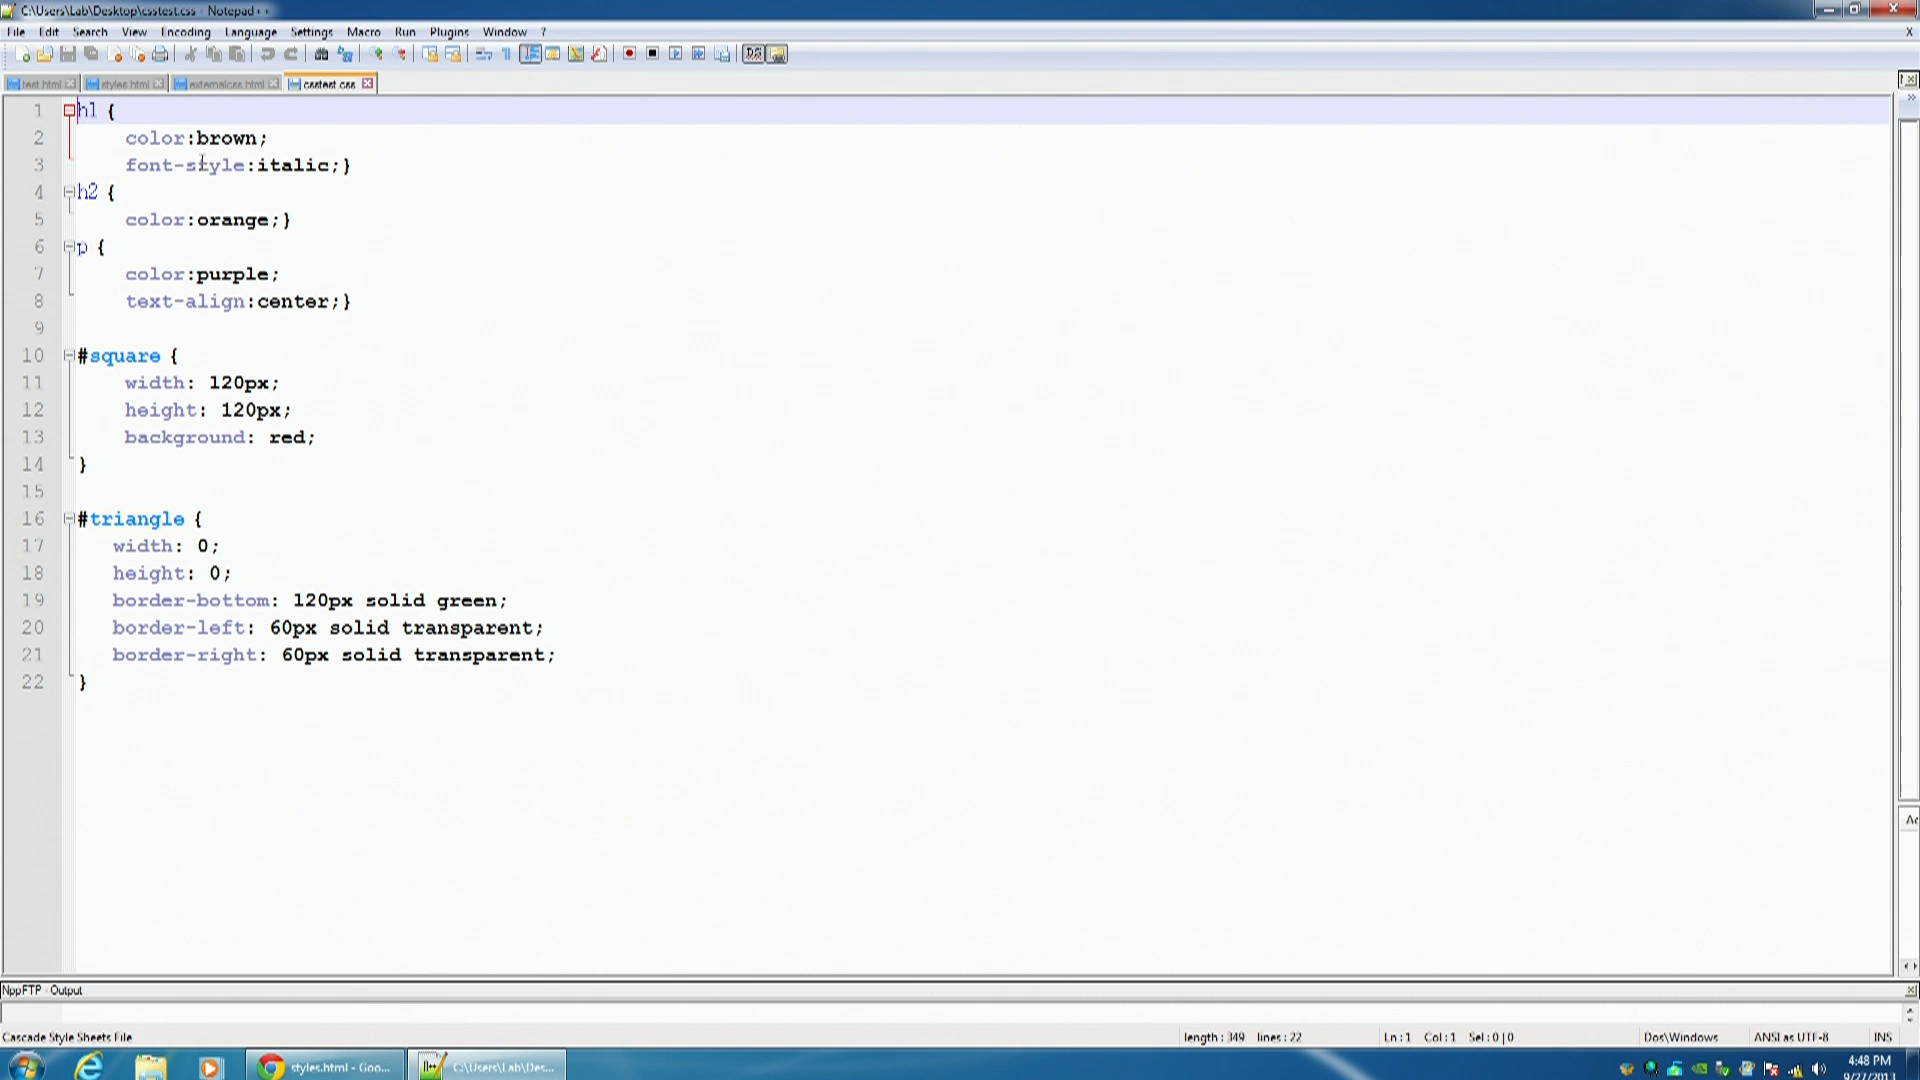 C:\Users\Lab\Desktop\csstest.css - Notepad++
File Edit Search View Encoding Language Settings Macro Run Plugins Window ? X
test.html styles.html externalcss.html csstest.css
1 h1 {
2 color:brown;
3 font-style:italic;}
4 h2 {
5 color:orange;}
6 p {
7 color:purple;
8 text-align:center;}
9
10 #square {
11 width: 120px;
12 height: 120px;
13 background: red;
14 }
15
16 #triangle {
17 width: 0;
18 height: 0;
19 border-bottom: 120px solid green;
20 border-left: 60px solid transparent;
21 border-right: 60px solid transparent;
22 }
NppFTP - Output
Cascade Style Sheets File length : 349 lines : 22 Ln : 1 Col : 1 Sel : 0 | 0 Dos\Windows ANSI as UTF-8 INS
styles.html - Goo... C:\Users\Lab\Des... 4:48 PM
9/27/2013